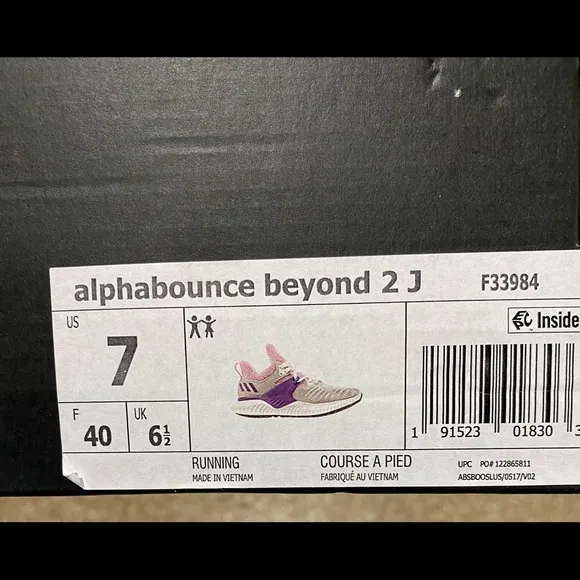 alphabounce beyond 2 J F33984
US
7
F
40
UK
6½
Inside
1 91523 01830 3
RUNNING
MADE IN VIETNAM
COURSE A PIED
FABRIQUÉ AU VIETNAM
UPC PO# 122865811
ABSBOOSLUS/0517/V02